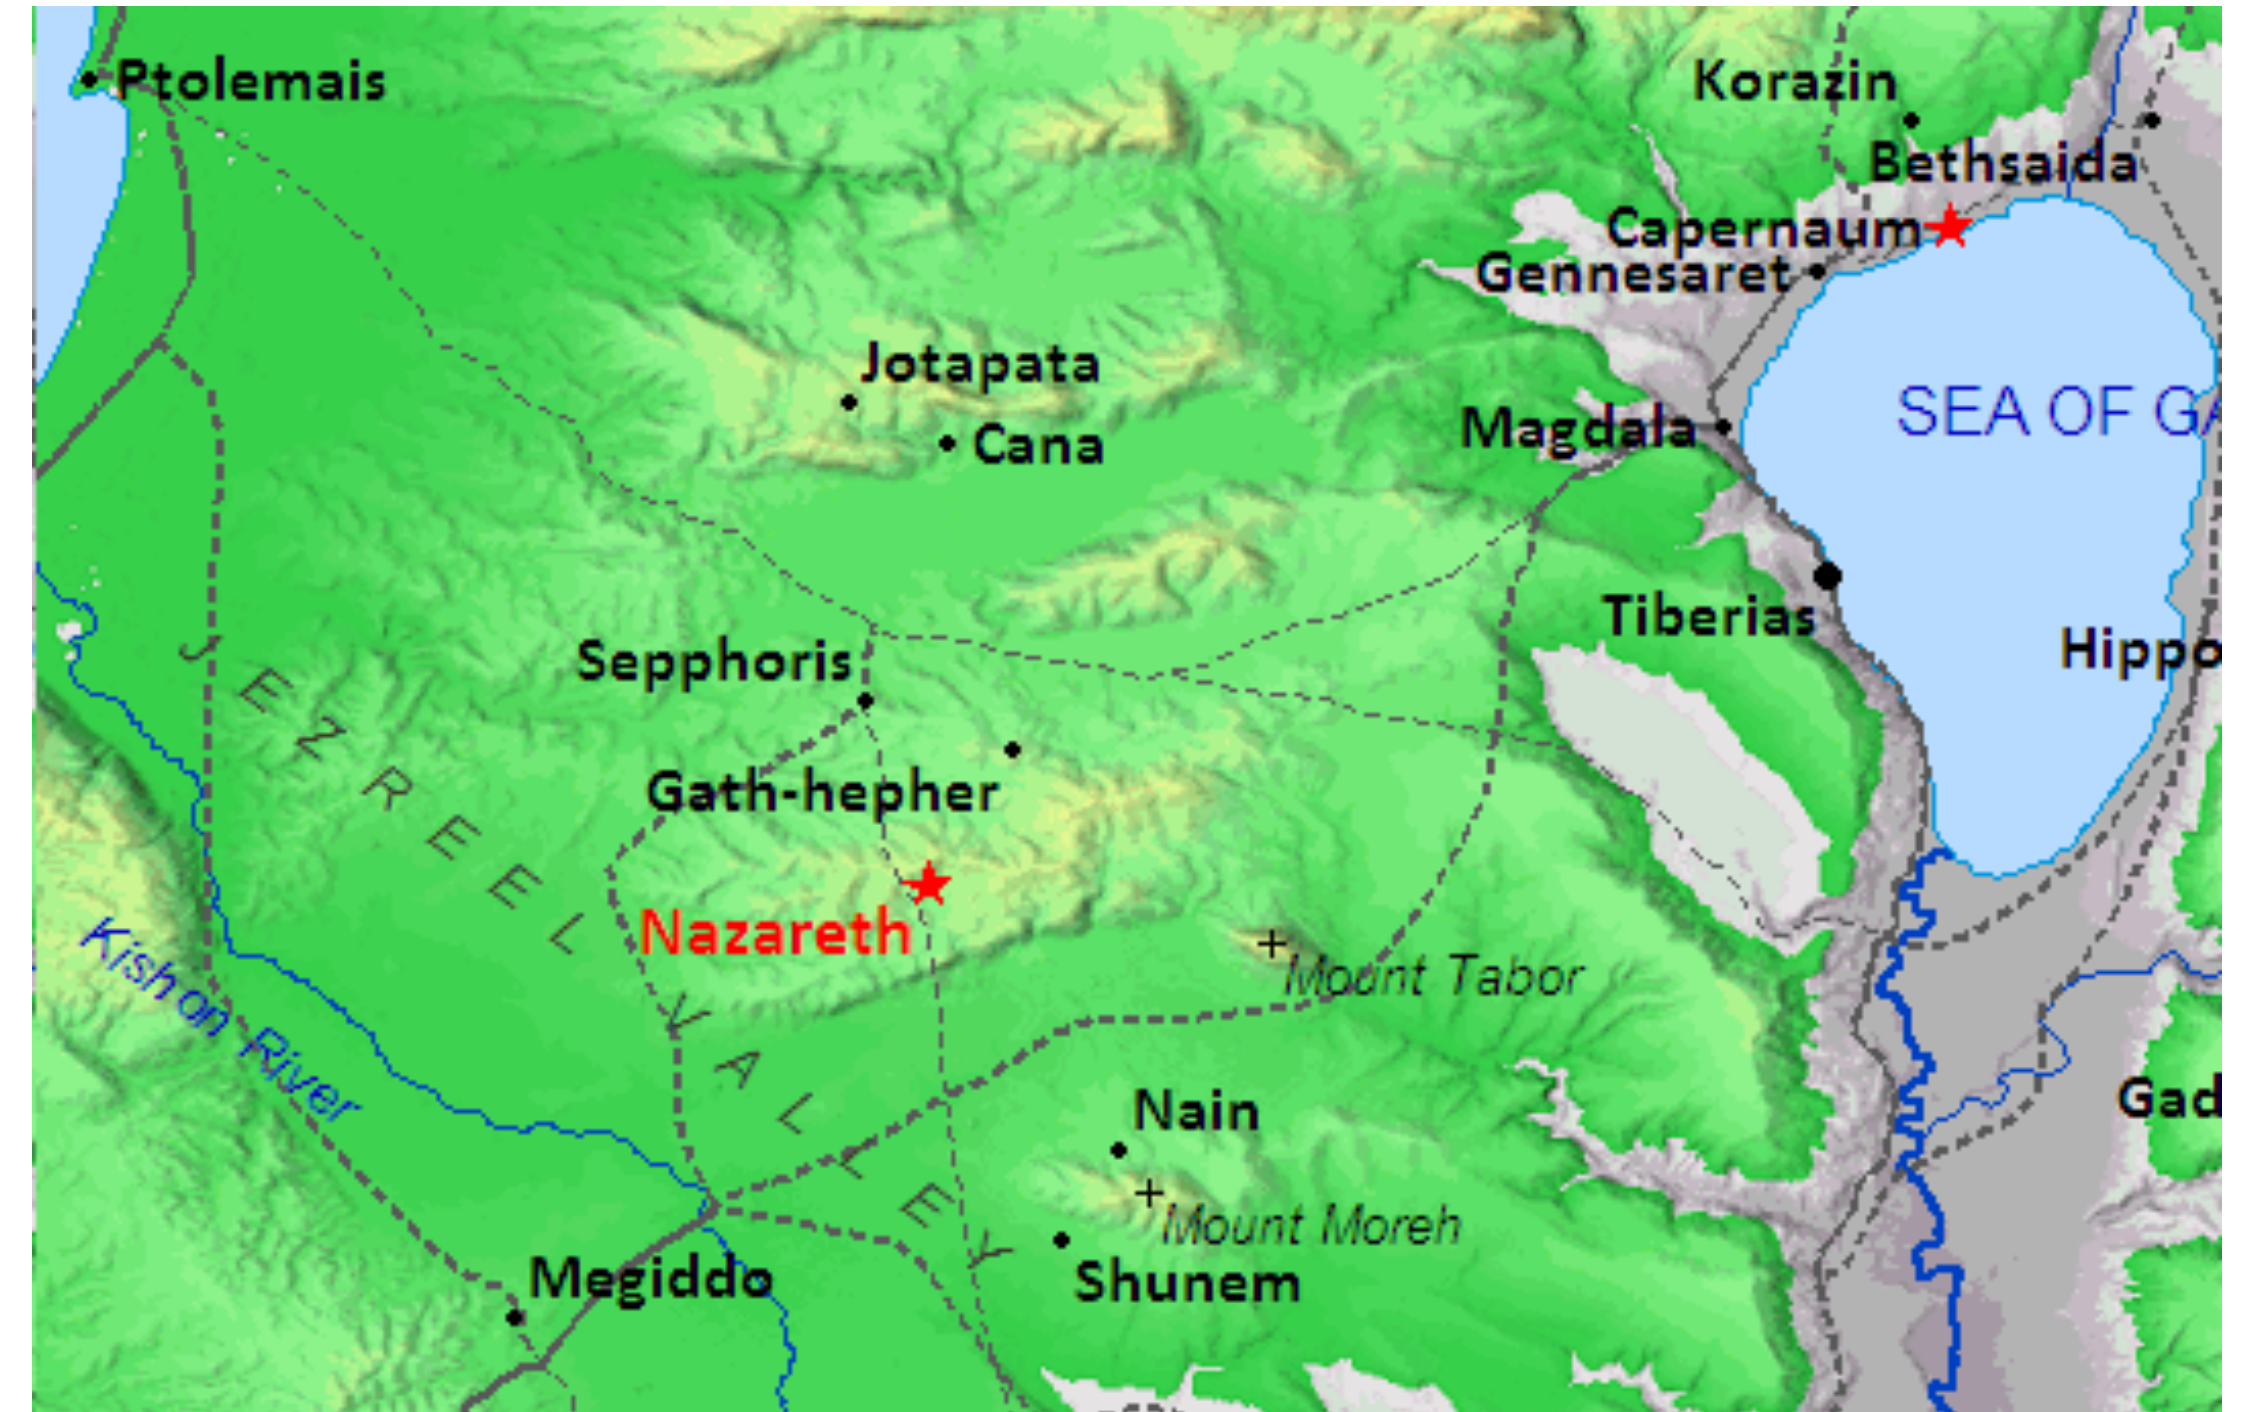 Ptolemais
Korazin
Bethsaida
Capernaum
Gennesaret
Jotapata
SEA OF GA
Magdala
Cana
Tiberias
Hippo
Sepphoris
Gath-hepher
Nazareth
Mount Tabor
JEZREEL VALLEY
Kishon River
Nain
Gad
Mount Moreh
Megiddo
Shunem